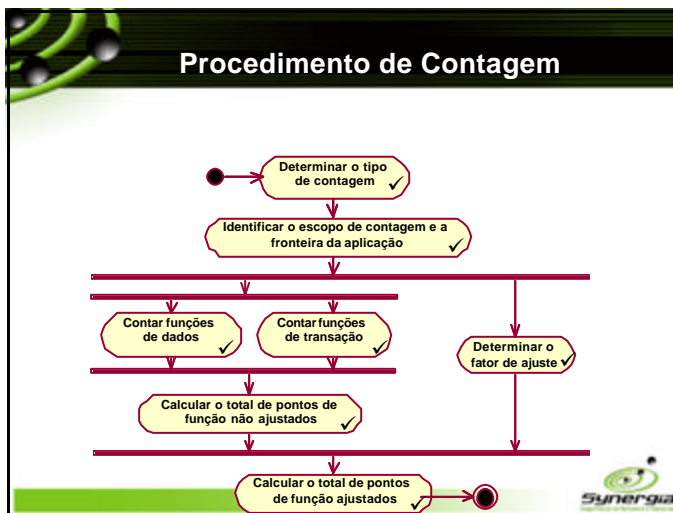 Procedimento de Contagem
Determinar o tipo
de contagem
Identificar o escopo de contagem e a
fronteira da aplicação
Contar funções
de dados
Contar funções
de transação
Determinar o
fator de ajuste
Calcular o total de pontos de
função não ajustados
Calcular o total de pontos
de função ajustados
Synergia